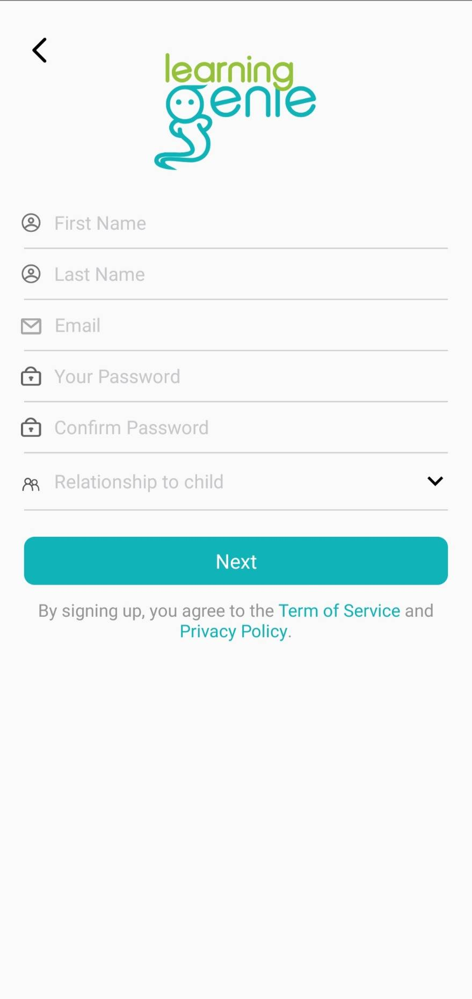 learning
genie
First Name
Last Name
Email
Your Password
Confirm Password
Relationship to child
Next
By signing up, you agree to the Term of Service and
Privacy Policy.